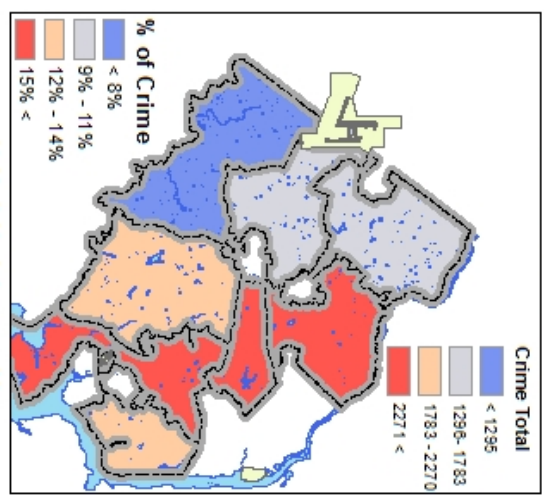 % of Crime
< 8%
9% - 11%
12% - 14%
15% <
Crime Total
< 1295
1296- 1783
1783 - 2270
2271 <